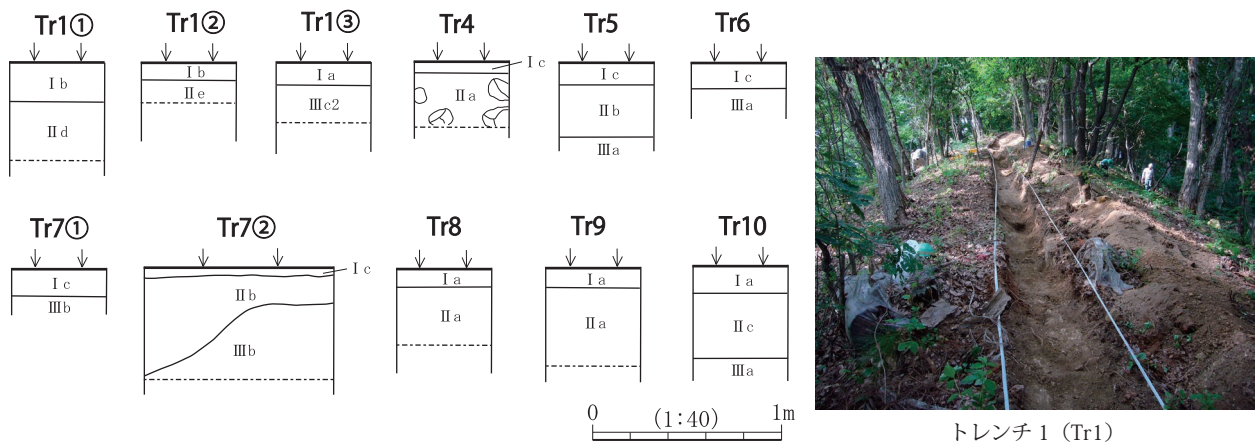 Tr1①
Ⅰb
Ⅱd
Tr1②
Ⅰb
Ⅱe
Tr1③
Ⅰa
Ⅲc2
Tr4
Ⅰc
Ⅱa
Tr5
Ⅰc
Ⅱb
Ⅲa
Tr6
Ⅰc
Ⅲa
Tr7①
Ⅰc
Ⅲb
Tr7②
Ⅰc
Ⅱb
Ⅲb
Tr8
Ⅰa
Ⅱa
Tr9
Ⅰa
Ⅱa
Tr10
Ⅰa
Ⅱc
Ⅲa
0 (1:40) 1m
トレンチ 1（Tr1）